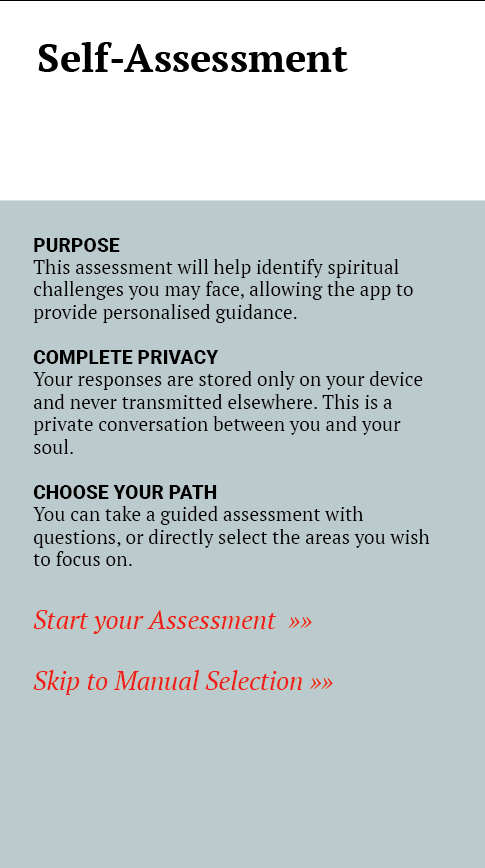 Self-Assessment
PURPOSE
This assessment will help identify spiritual
challenges you may face, allowing the app to
provide personalised guidance.
COMPLETE PRIVACY
Your responses are stored only on your device
and never transmitted elsewhere. This is a
private conversation between you and your
soul.
CHOOSE YOUR PATH
You can take a guided assessment with
questions, or directly select the areas you wish
to focus on.
Start your Assessment »»
Skip to Manual Selection »»